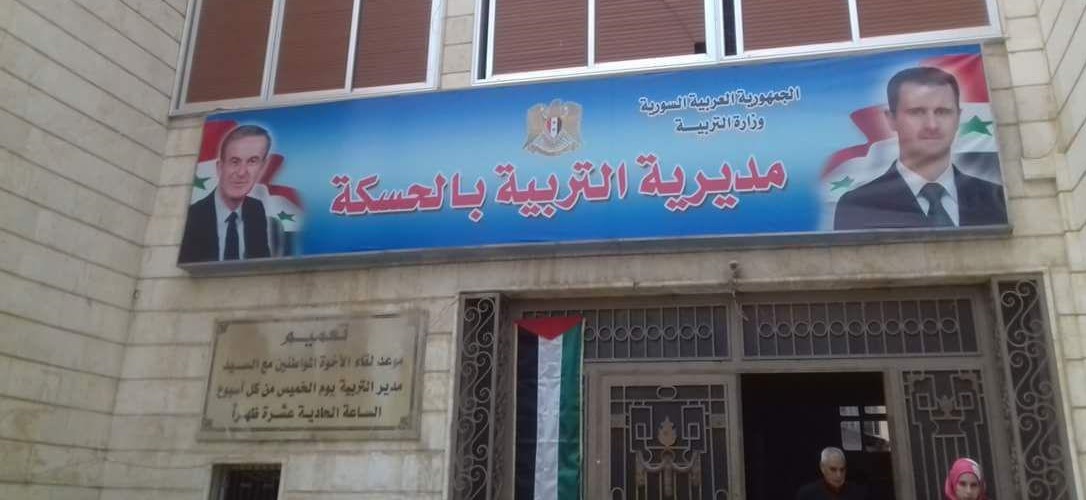 الجمهورية العربية السورية
وزارة التربية
مديرية التربية بالحسكة
تعميم
موعد لقاء الأخوة المواطنين مع السيد
مدير التربية يوم الخميس من كل أسبوع
الساعة الحادية عشرة ظهراً